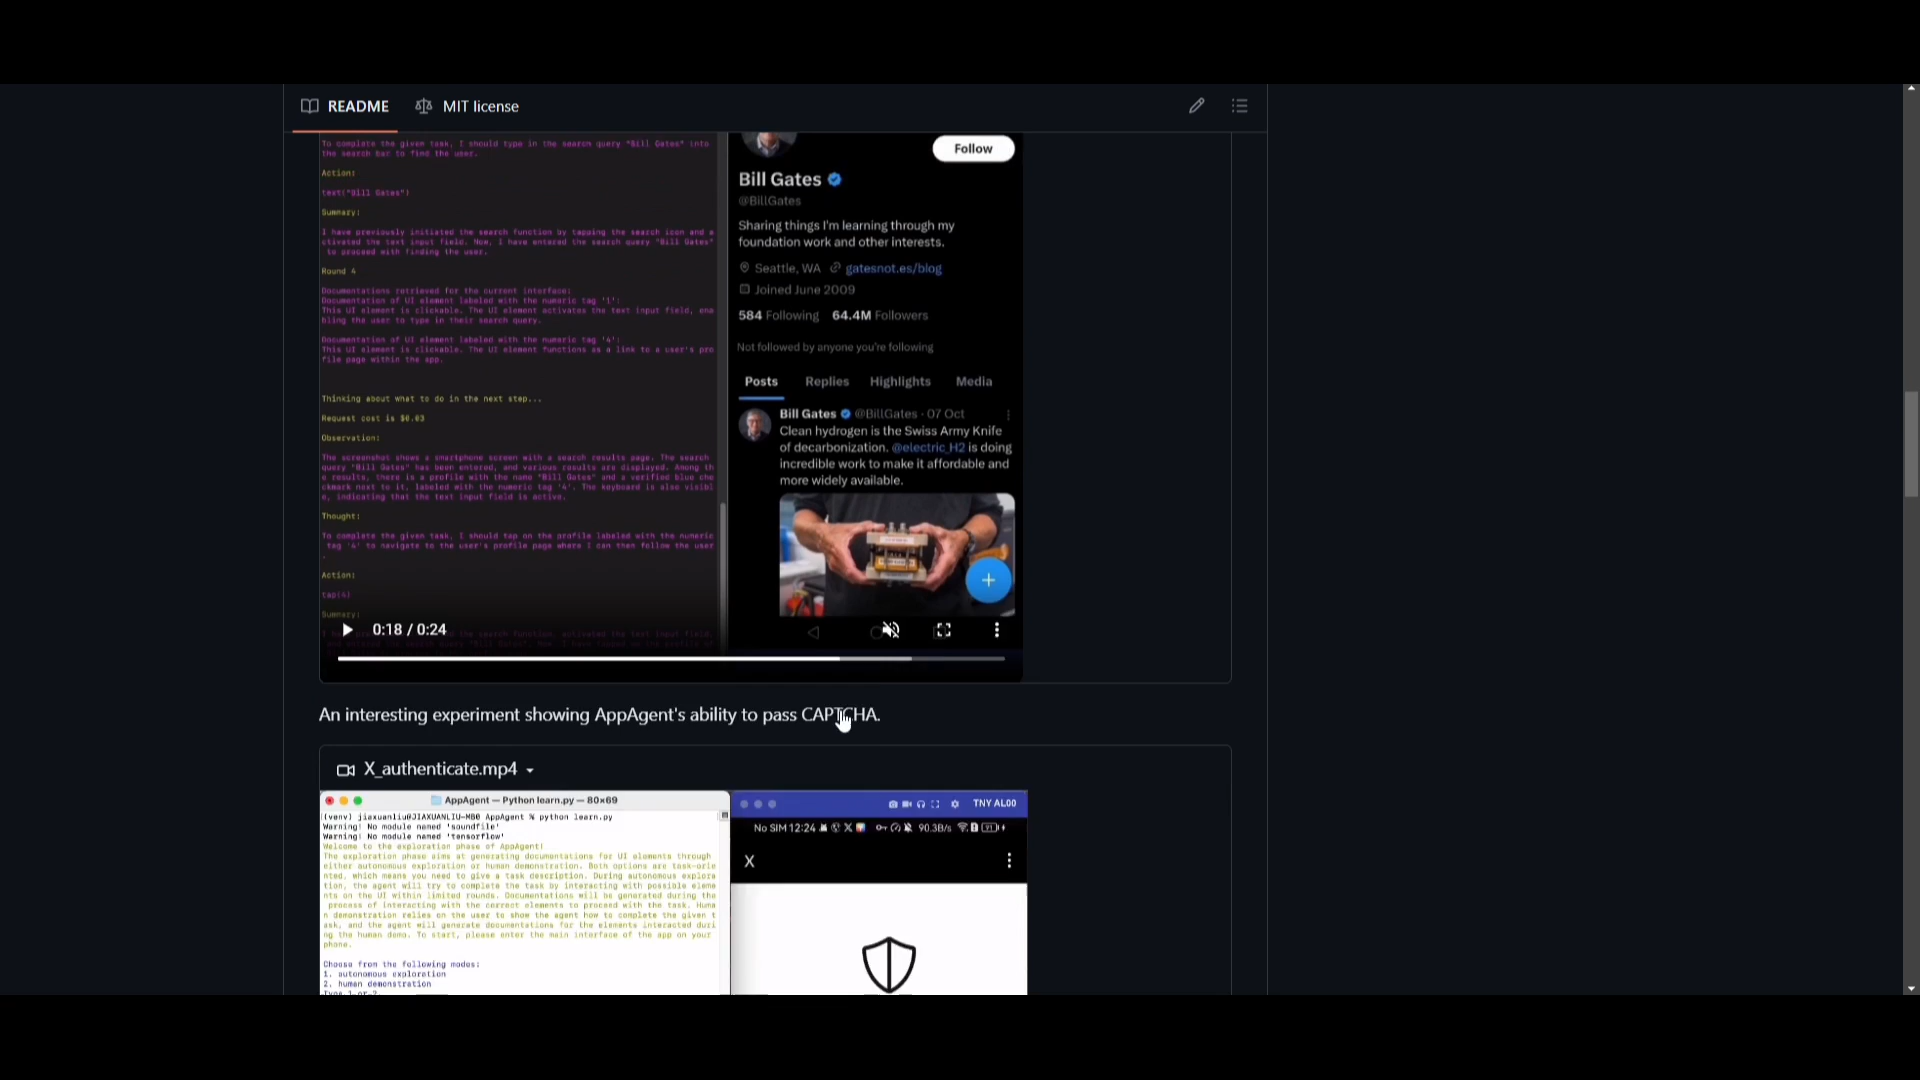 README
MIT license
To complete the given task, I should type in the search query "Bill Gates" into
the search bar to find the user.
Action:
text("Bill Gates")
Summary:
I have previously initiated the search function by tapping the search icon and a
ctivated the text input field. Now, I have entered the search query "Bill Gates"
to proceed with finding the user.
Round 4
Documentations retrieved for the current interface:
Documentation of UI element labeled with the numeric tag '1':
This UI element is clickable. The UI element activates the text input field, ena
bling the user to type in their search query.
Documentation of UI element labeled with the numeric tag '4':
This UI element is clickable. The UI element functions as a link to a user's pro
file page within the app.
Thinking about what to do in the next step...
Request cost is $0.03
Observation:
The screenshot shows a smartphone screen with a search results page. The search
query "Bill Gates" has been entered, and various results are displayed. Among th
e results, there is a profile with the name "Bill Gates" and a verified blue che
ckmark next to it, labeled with the numeric tag '4'. The keyboard is also visibl
e, indicating that the text input field is active.
Thought:
To complete the given task, I should tap on the profile labeled with the numeric
tag '4' to navigate to the user's profile page where I can then follow the user
.
Action:
tap(4)
Summary:
0:18 / 0:24
Follow
Bill Gates
@BillGates
Sharing things I'm learning through my
foundation work and other interests.
Seattle, WA gatesnot.es/blog
Joined June 2009
584 Following 64.4M Followers
Not followed by anyone you're following
Posts Replies Highlights Media
Bill Gates @BillGates · 07 Oct
Clean hydrogen is the Swiss Army Knife
of decarbonization. @electric_H2 is doing
incredible work to make it affordable and
more widely available.
An interesting experiment showing AppAgent's ability to pass CAPTCHA.
X_authenticate.mp4
AppAgent — Python learn.py — 80×69
(venv) jiaxuanliu@JIAXUANLIU-MB0 AppAgent % python learn.py
Warning! No module named 'soundfile'
Warning! No module named 'tensorflow'
Welcome to the exploration phase of AppAgent!
The exploration phase aims at generating documentations for UI elements through
either autonomous exploration or human demonstration. Both options are task-orie
nted, which means you need to give a task description. During autonomous explora
tion, the agent will try to complete the task by interacting with possible eleme
nts on the UI within limited rounds. Documentations will be generated during the
process of interacting with the correct elements to proceed with the task. Huma
n demonstration relies on the user to show the agent how to complete the given t
ask, and the agent will generate documentations for the elements interacted duri
ng the human demo. To start, please enter the main interface of the app on your
phone.
Choose from the following modes:
1. autonomous exploration
2. human demonstration
Type 1 or 2.
TNY AL00
No SIM 12:24
90.3B/s
X